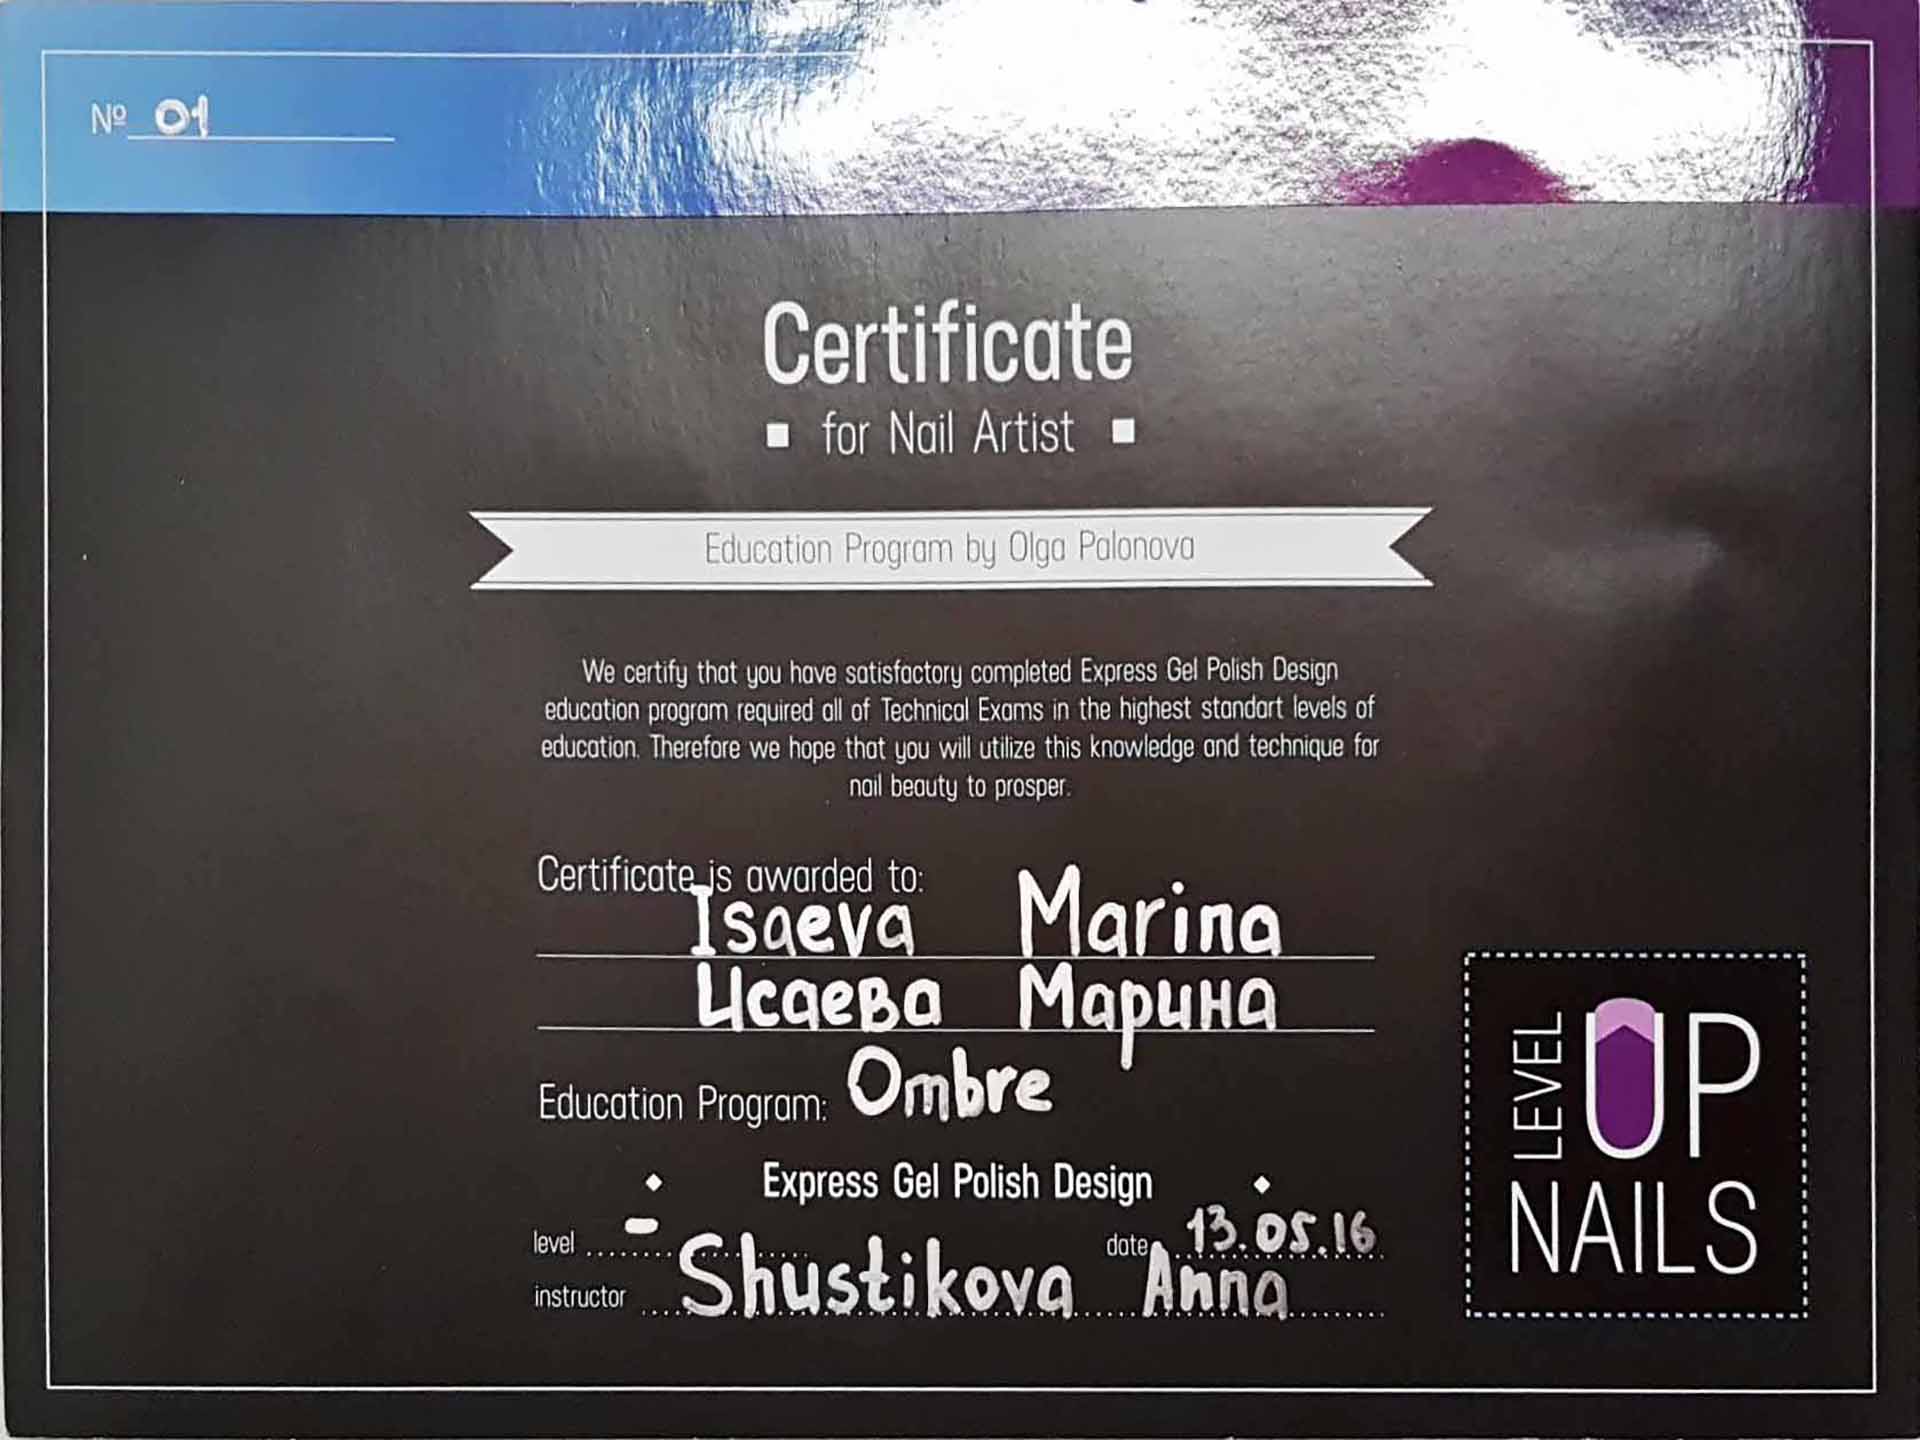 № 01
Certificate
for Nail Artist
Education Program by Olga Palonova
We certify that you have satisfactory completed Express Gel Polish Design
education program required all of Technical Exams in the highest standart levels of
education. Therefore we hope that you will utilize this knowledge and technique for
nail beauty to prosper.
Certificate is awarded to:
Isaeva Marina
Исаева Марина
Education Program: Ombre
Express Gel Polish Design
level - date 13.05.16
instructor Shustikova Anna
LEVEL UP
NAILS